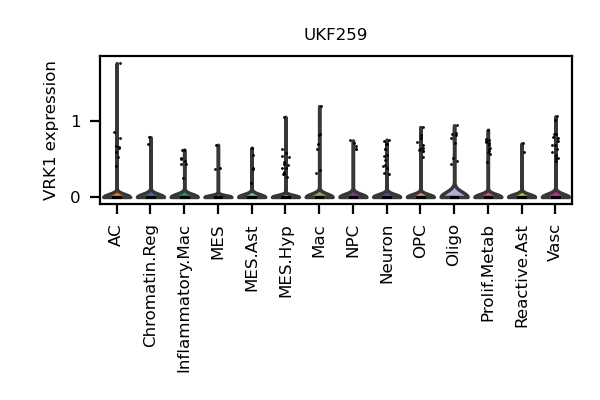 UKF259
VRK1 expression
1
0
AC
Chromatin.Reg
Inflammatory.Mac
MES
MES.Ast
MES.Hyp
Mac
NPC
Neuron
OPC
Oligo
Prolif.Metab
Reactive.Ast
Vasc